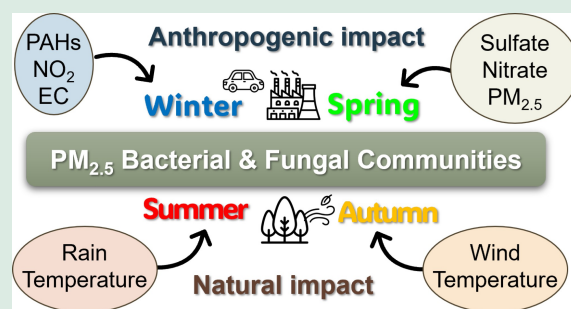 PAHs
NO₂
EC
Anthropogenic impact
Sulfate
Nitrate
PM₂.₅
Winter
Spring
PM₂.₅ Bacterial & Fungal Communities
Summer
Autumn
Rain
Temperature
Natural impact
Wind
Temperature